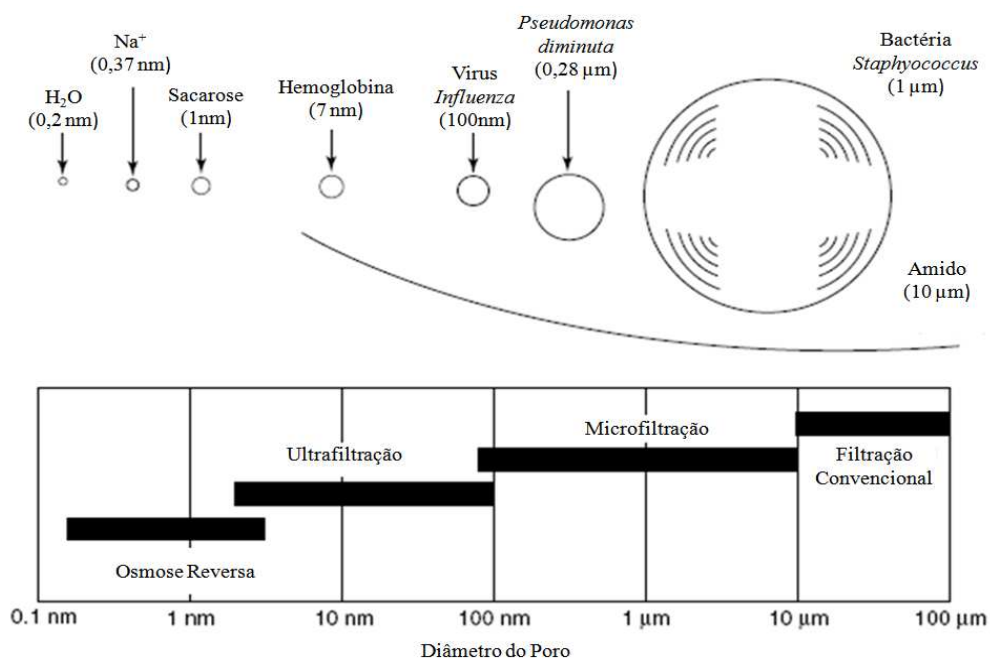 H₂O
(0,2 nm)
Na⁺
(0,37 nm)
Sacarose
(1nm)
Hemoglobina
(7 nm)
Virus
Influenza
(100nm)
Pseudomonas
diminuta
(0,28 µm)
Bactéria
Staphyococcus
(1 µm)
Amido
(10 µm)
Ultrafiltração
Microfiltração
Filtração
Convencional
Osmose Reversa
0.1 nm
1 nm
10 nm
100 nm
1 µm
10 µm
100 µm
Diâmetro do Poro